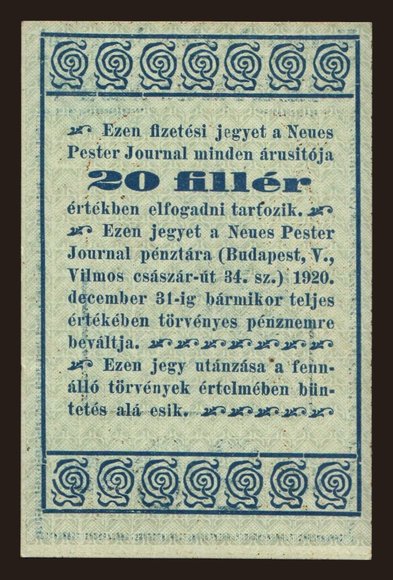 Ezen fizetési jegyet a Neues
Pester Journal minden árusitója
20 fillér
értékben elfogadni tartozik.
Ezen jegyet a Neues Pester
Journal pénztára (Budapest, V.,
Vilmos császár-út 34. sz.) 1920.
december 31-ig bármikor teljes
értékében törvényes pénznemre
beváltja.
Ezen jegy utánzása a fenn-
álló törvények értelmében bün-
tetés alá esik.